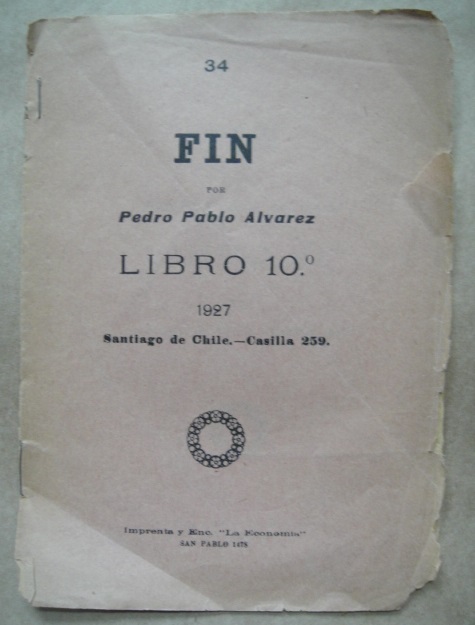 34
FIN
POR
Pedro Pablo Alvarez
LIBRO 10.º
1927
Santiago de Chile.—Casilla 259.
Imprenta y Enc. "La Economía"
SAN PABLO 1478